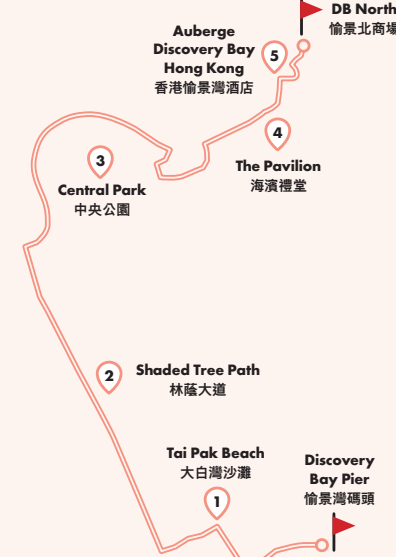 DB North
愉景北商場
Auberge
Discovery Bay
Hong Kong
香港愉景灣酒店
5
4
The Pavilion
海濱禮堂
3
Central Park
中央公園
2
Shaded Tree Path
林蔭大道
Tai Pak Beach
大白灣沙灘
1
Discovery
Bay Pier
愉景灣碼頭